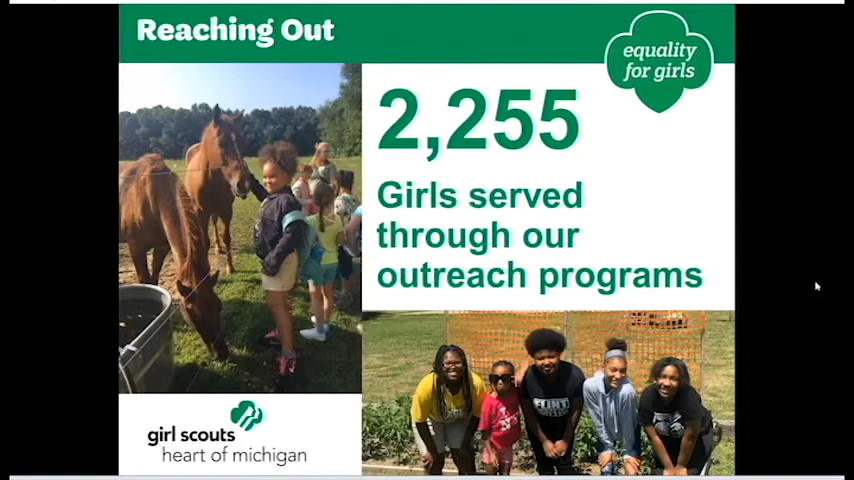 Reaching Out
equality
for girls
2,255
Girls served
through our
outreach programs
FLINT
girl scouts
heart of michigan